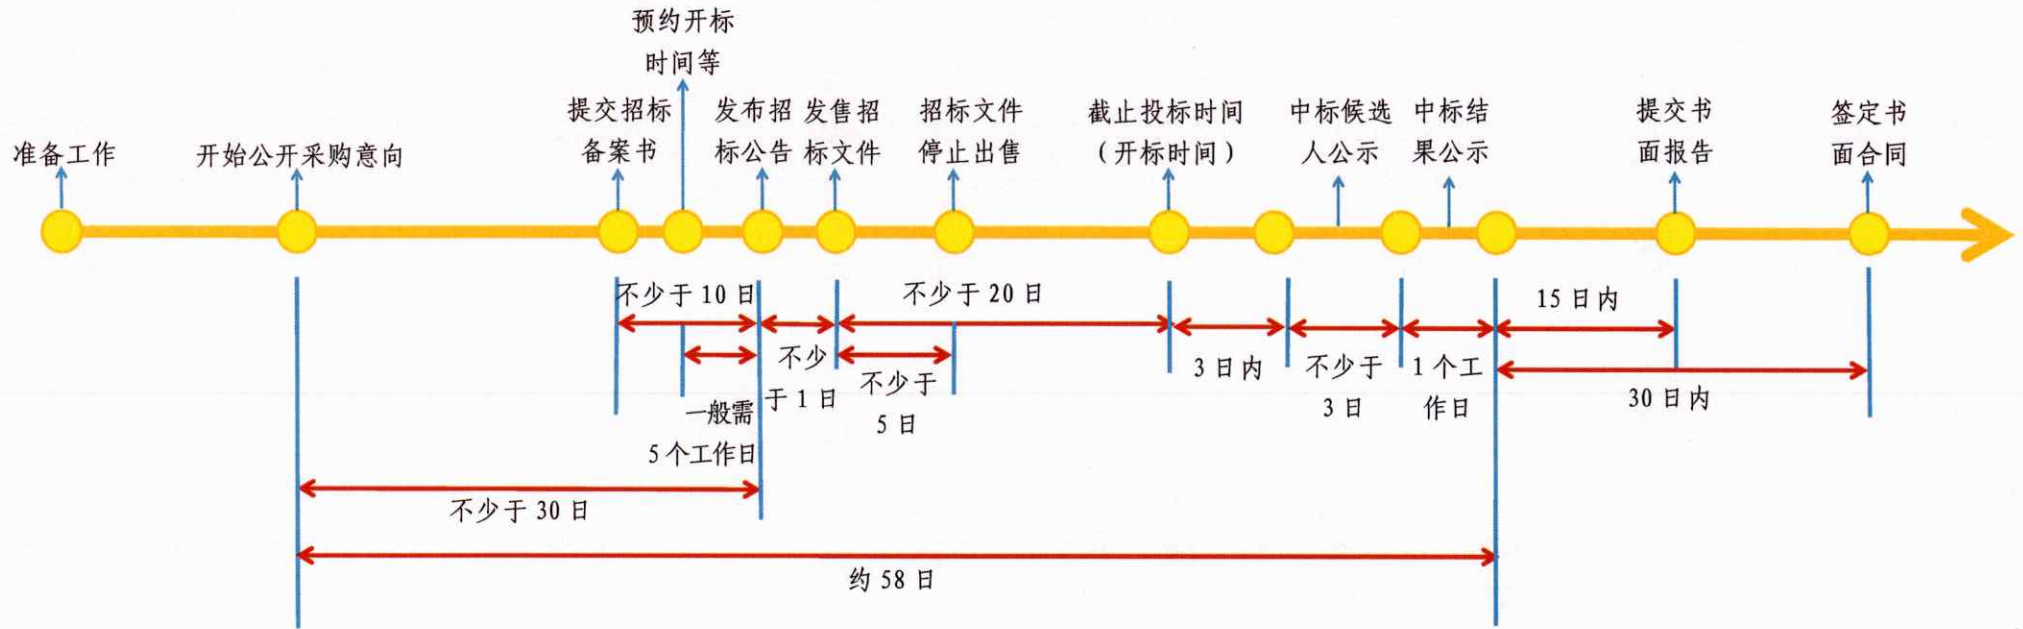 预约开标
时间等
提交招标
备案书
发布招
标公告
发售招
标文件
招标文件
停止出售
截止投标时间
（开标时间）
中标候选
人公示
中标结
果公示
提交书
面报告
签定书
面合同
准备工作
开始公开采购意向
不少于 10 日
不少于 20 日
15 日内
不少
于 1 日
不少于
5 日
3 日内
不少于
3 日
1 个工
作日
30 日内
一般需
5 个工作日
不少于 30 日
约 58 日